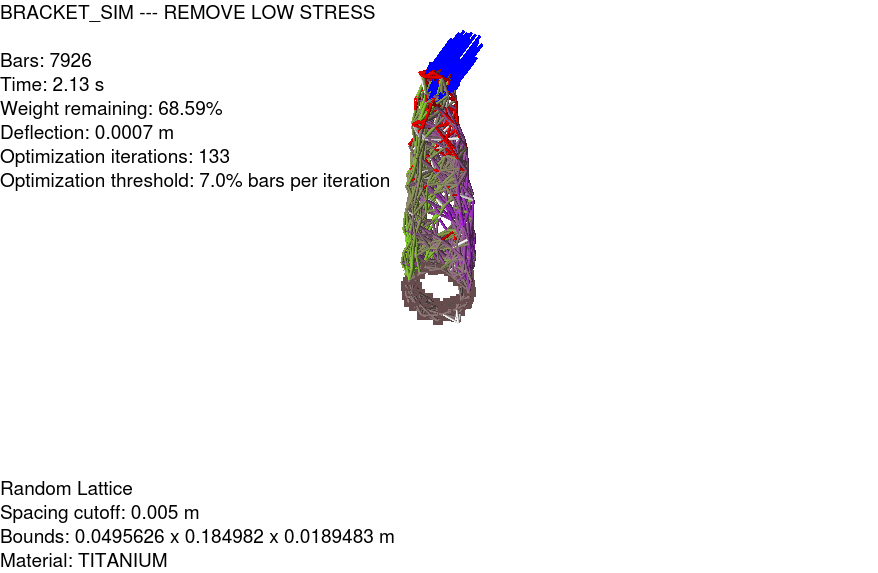 BRACKET_SIM --- REMOVE LOW STRESS
Bars: 7926
Time: 2.13 s
Weight remaining: 68.59%
Deflection: 0.0007 m
Optimization iterations: 133
Optimization threshold: 7.0% bars per iteration
Random Lattice
Spacing cutoff: 0.005 m
Bounds: 0.0495626 x 0.184982 x 0.0189483 m
Material: TITANIUM